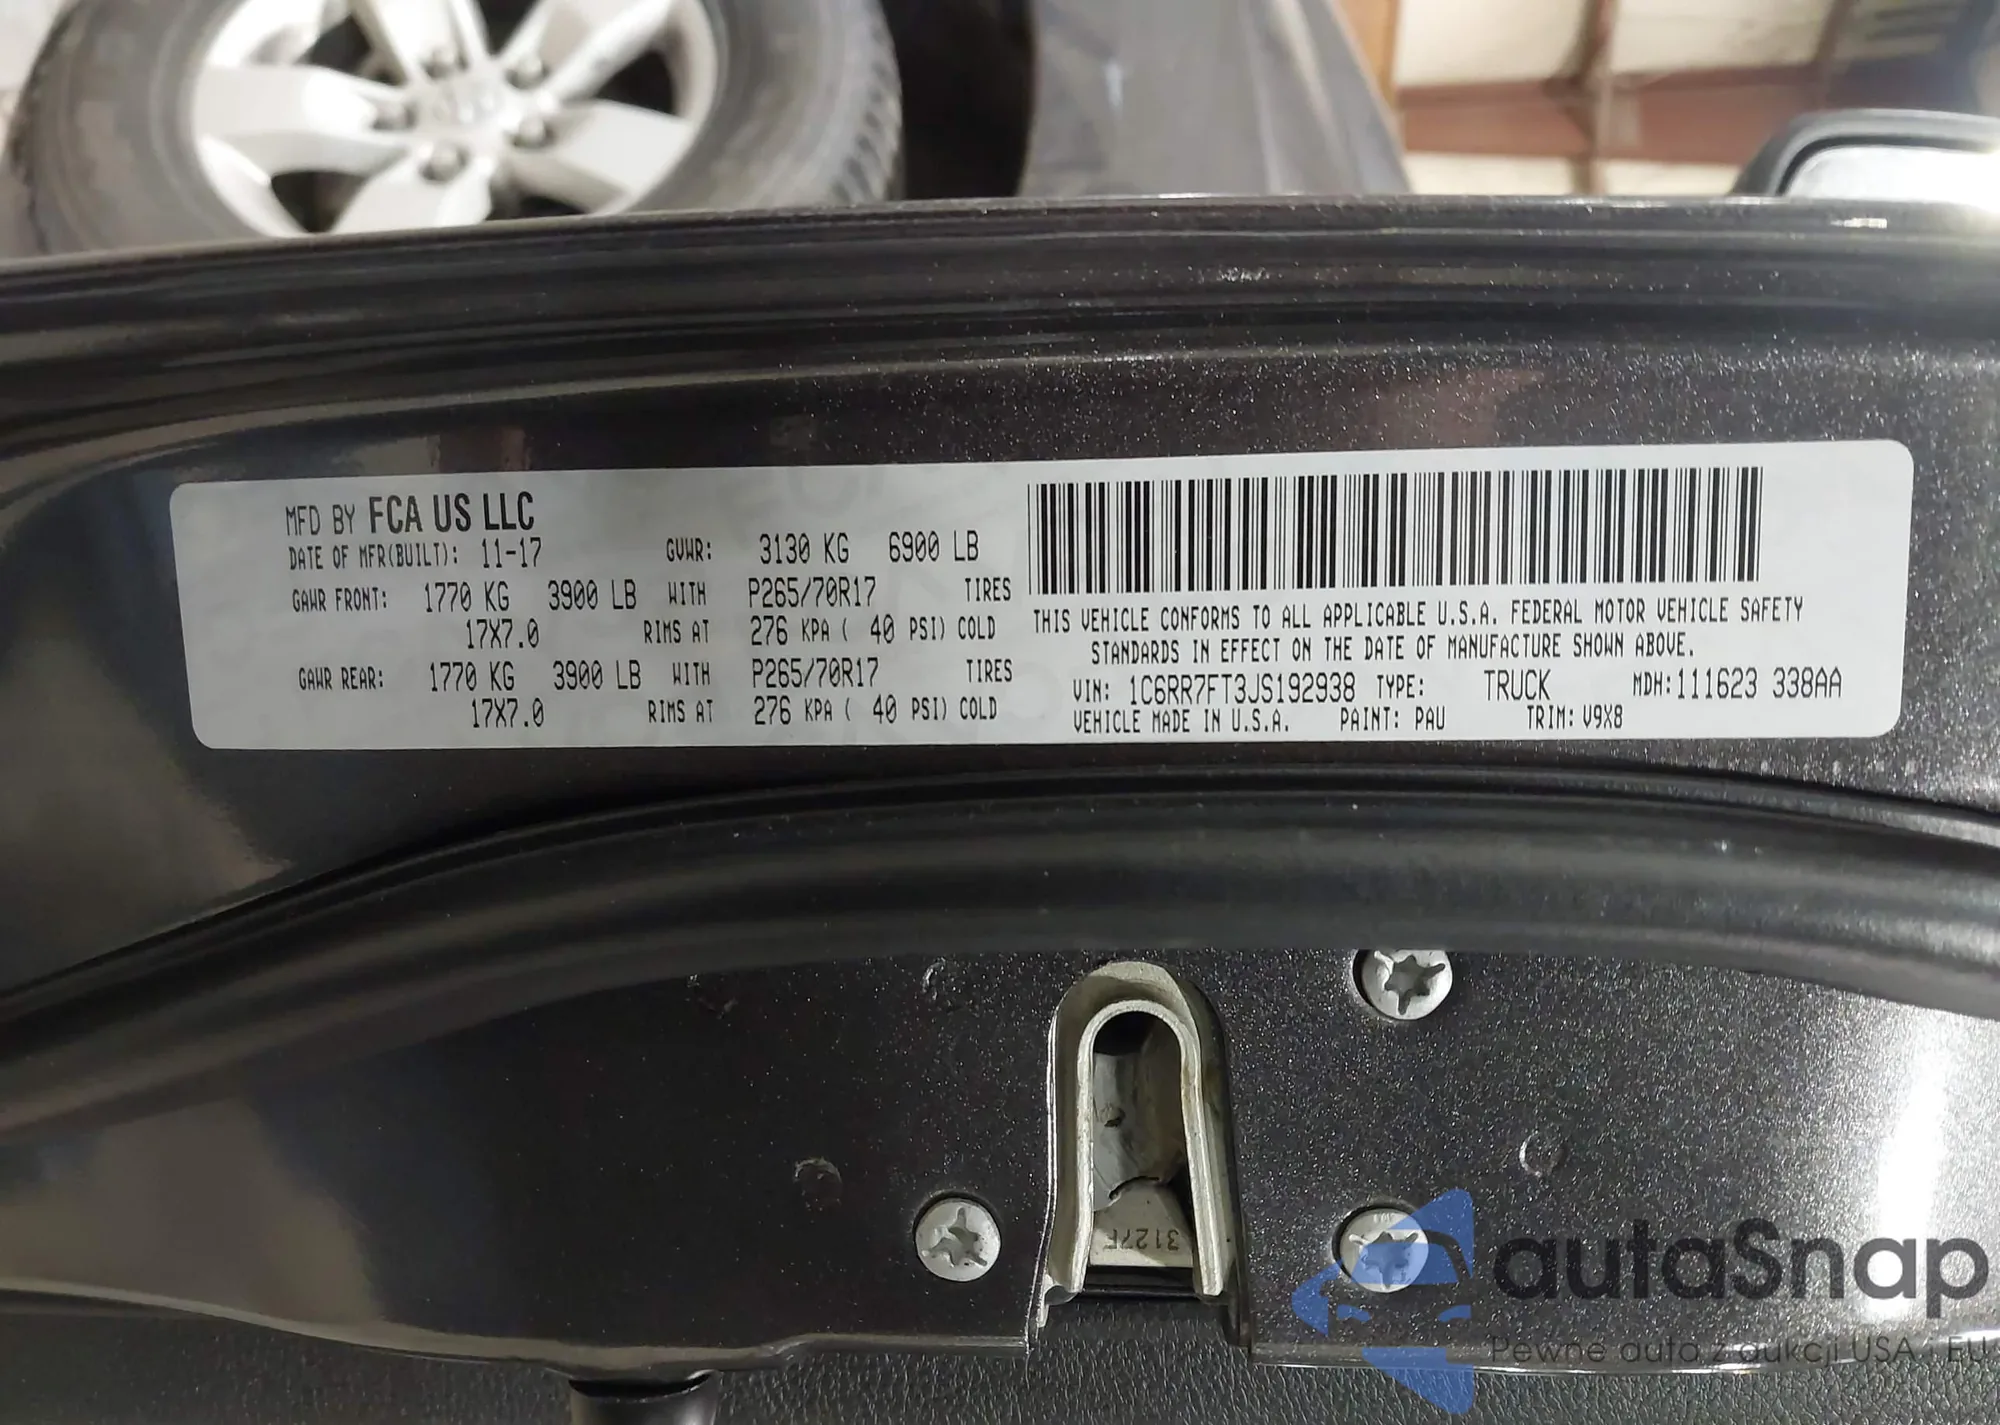 MFD BY FCA US LLC
DATE OF MFR(BUILT): 11-17 GVWR: 3130 KG 6900 LB
GAWR FRONT: 1770 KG 3900 LB WITH P265/70R17 TIRES
17X7.0 RIMS AT 276 KPA ( 40 PSI) COLD
GAWR REAR: 1770 KG 3900 LB WITH P265/70R17 TIRES
17X7.0 RIMS AT 276 KPA ( 40 PSI) COLD
THIS VEHICLE CONFORMS TO ALL APPLICABLE U.S.A. FEDERAL MOTOR VEHICLE SAFETY
STANDARDS IN EFFECT ON THE DATE OF MANUFACTURE SHOWN ABOVE.
VIN: 1C6RR7FT3JS192938 TYPE: TRUCK MDH:111623 338AA
VEHICLE MADE IN U.S.A. PAINT: PAU TRIM: V9X8
3127F
autaSnap
Pewne auta z aukcji USA i EU